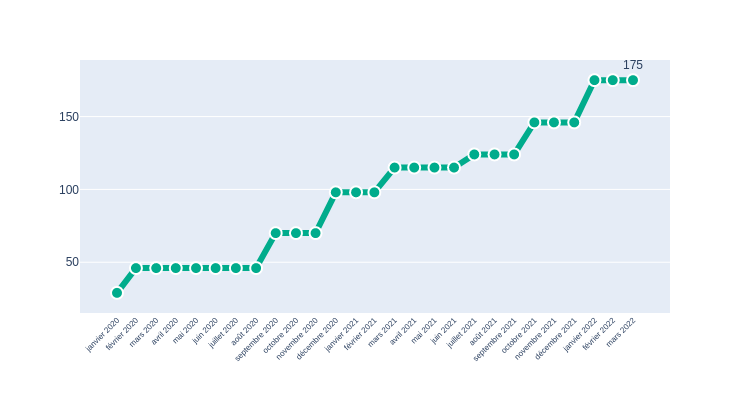 175
150
100
50
janvier 2020
février 2020
mars 2020
avril 2020
mai 2020
juin 2020
juillet 2020
août 2020
septembre 2020
octobre 2020
novembre 2020
décembre 2020
janvier 2021
février 2021
mars 2021
avril 2021
mai 2021
juin 2021
juillet 2021
août 2021
septembre 2021
octobre 2021
novembre 2021
décembre 2021
janvier 2022
février 2022
mars 2022